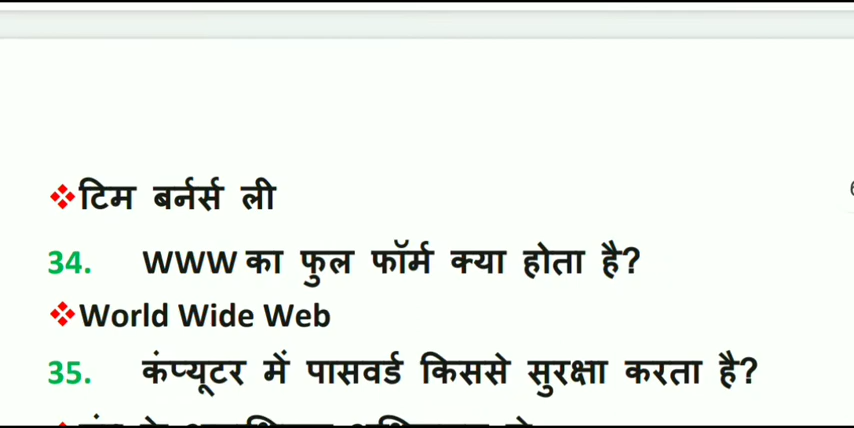 ❖टिम बर्नर्स ली
34. WWW का फुल फॉर्म क्या होता है?
❖World Wide Web
35. कंप्यूटर में पासवर्ड किससे सुरक्षा करता है?